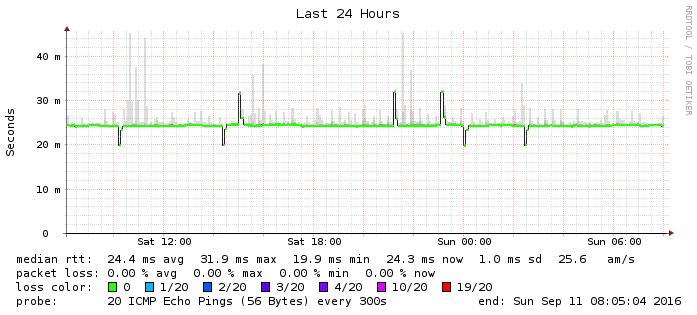 Last 24 Hours
RRDTOOL / TOBI OETIKER
Seconds
40 m
30 m
20 m
10 m
0
Sat 12:00 Sat 18:00 Sun 00:00 Sun 06:00
median rtt: 24.4 ms avg 31.9 ms max 19.9 ms min 24.3 ms now 1.0 ms sd 25.6 am/s
packet loss: 0.00 % avg 0.00 % max 0.00 % min 0.00 % now
loss color: 0 1/20 2/20 3/20 4/20 10/20 19/20
probe: 20 ICMP Echo Pings (56 Bytes) every 300s end: Sun Sep 11 08:05:04 2016